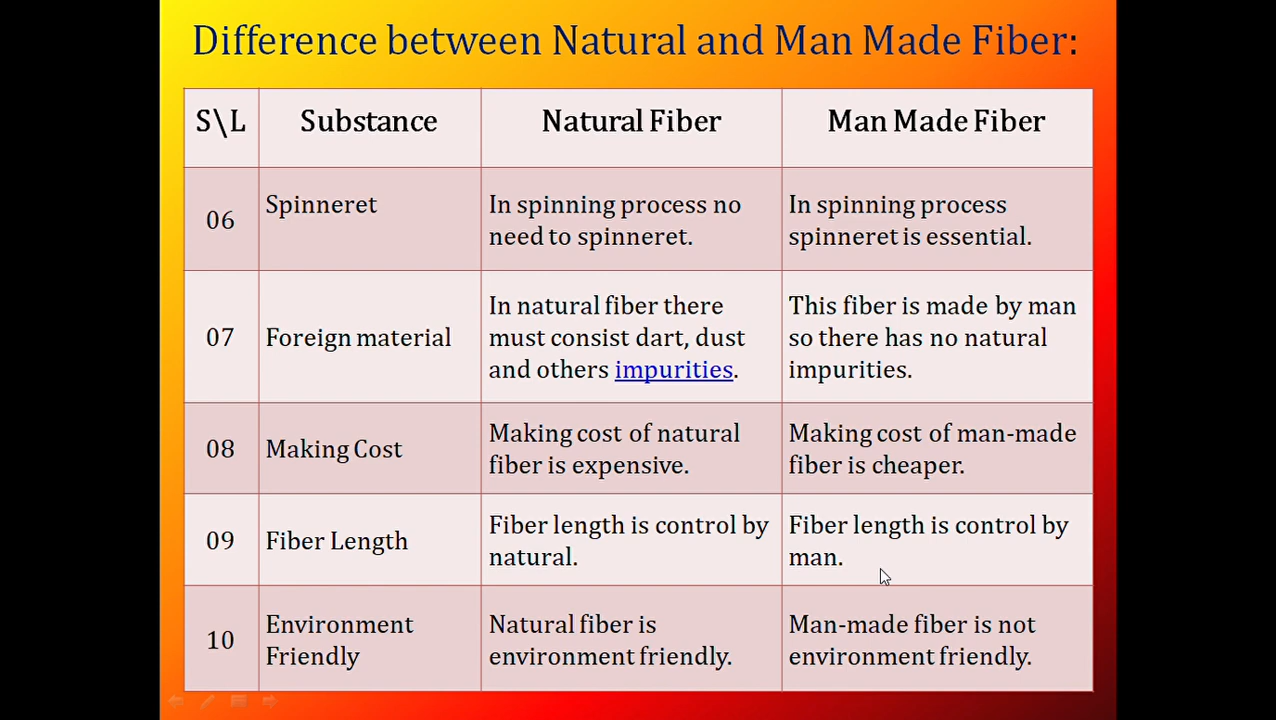 Difference between Natural and Man Made Fiber:
S\L Substance Natural Fiber Man Made Fiber
06 Spinneret In spinning process no need to spinneret. In spinning process spinneret is essential.
07 Foreign material In natural fiber there must consist dart, dust and others impurities. This fiber is made by man so there has no natural impurities.
08 Making Cost Making cost of natural fiber is expensive. Making cost of man-made fiber is cheaper.
09 Fiber Length Fiber length is control by natural. Fiber length is control by man.
10 Environment Friendly Natural fiber is environment friendly. Man-made fiber is not environment friendly.